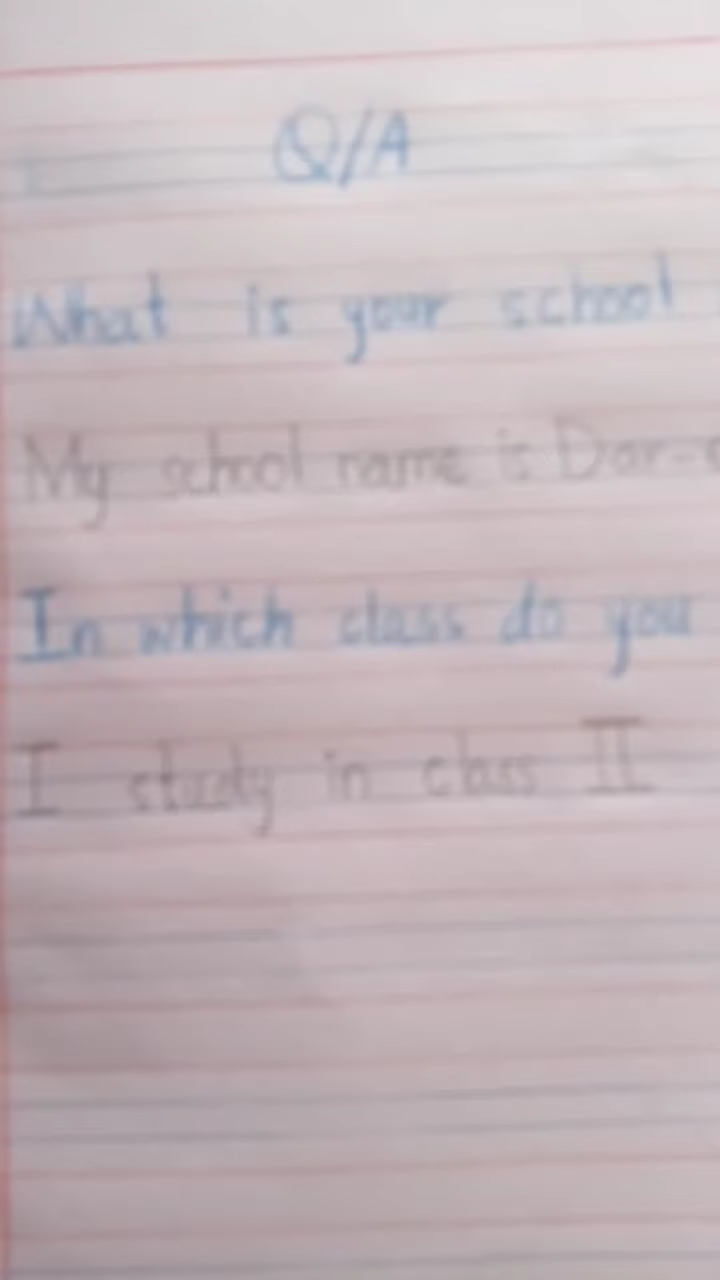 Q/A
What is your school
My school name is Dar-
In which class do you
I study in class II